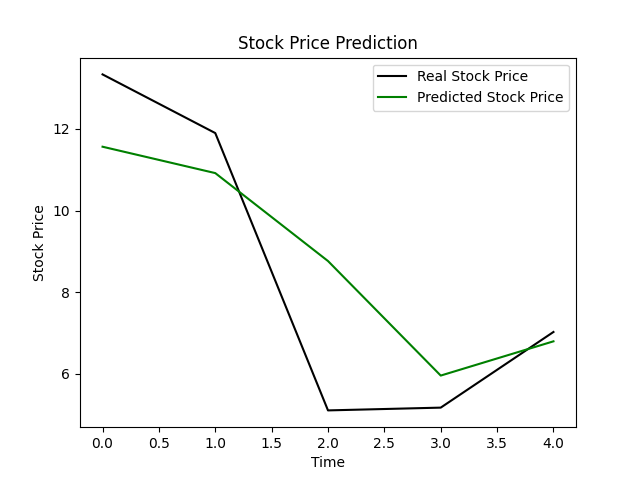 Stock Price Prediction
Real Stock Price
Predicted Stock Price
Stock Price
12
10
8
6
0.0 0.5 1.0 1.5 2.0 2.5 3.0 3.5 4.0
Time